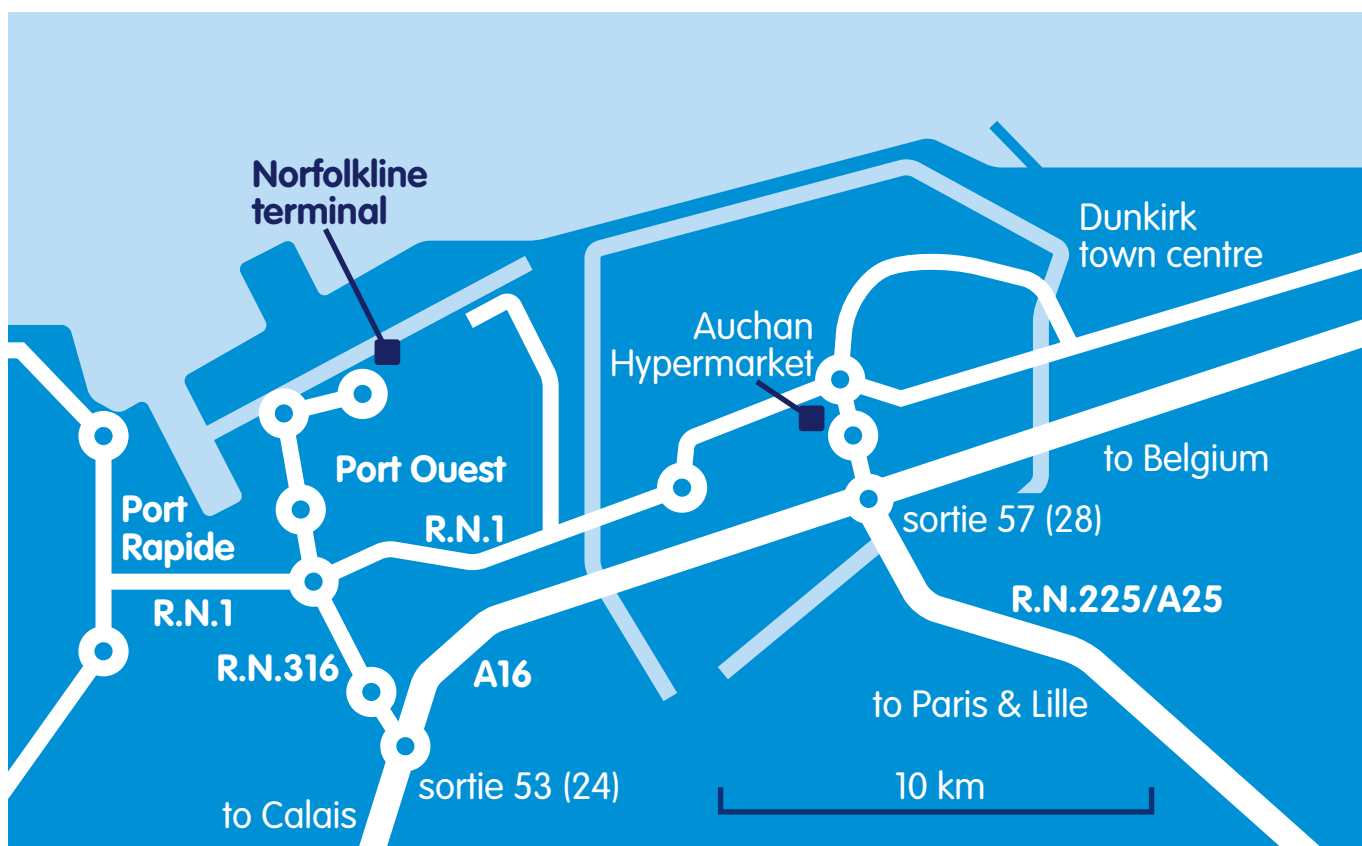 Norfolkline
terminal
Dunkirk
town centre
Auchan
Hypermarket
Port Ouest
to Belgium
Port
Rapide
R.N.1
sortie 57 (28)
R.N.1
R.N.225/A25
R.N.316
A16
to Paris & Lille
sortie 53 (24)
10 km
to Calais